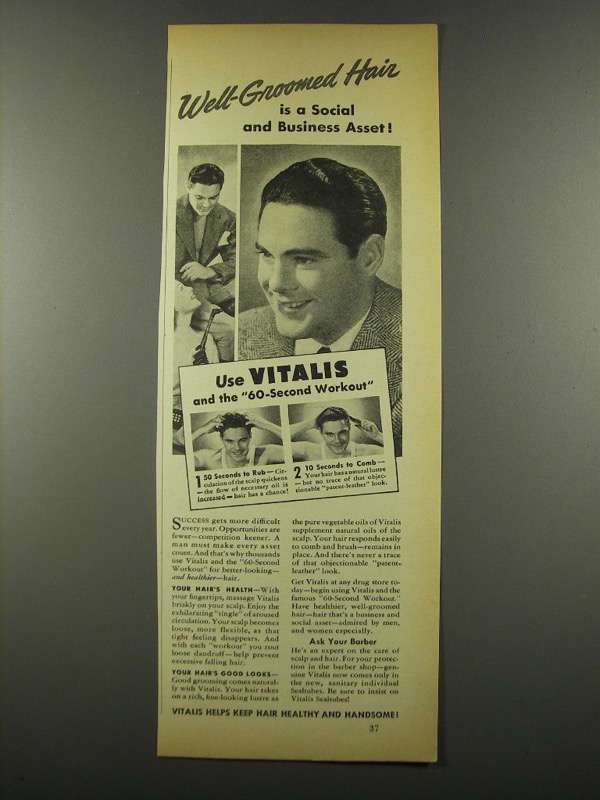 Well-Groomed Hair
is a Social
and Business Asset!
Use VITALIS
and the "60-Second Workout"
1 50 Seconds to Rub—Cir-
culation of the scalp quickens
—the flow of necessary oil is
increased—hair has a chance!
2 10 Seconds to Comb—
Your hair has a natural lustre
—but no trace of that objec-
tionable "patent-leather" look.
SUCCESS gets more difficult
every year. Opportunities are
fewer—competition keener. A
man must make every asset
count. And that's why thousands
use Vitalis and the "60-Second
Workout" for better-looking—
and healthier—hair.
YOUR HAIR'S HEALTH—With
your fingertips, massage Vitalis
briskly on your scalp. Enjoy the
exhilarating "tingle" of aroused
circulation. Your scalp becomes
loose, more flexible, as that
tight feeling disappears. And
with each "workout" you rout
loose dandruff—help prevent
excessive falling hair.
YOUR HAIR'S GOOD LOOKS—
Good grooming comes natural-
ly with Vitalis. Your hair takes
on a rich, fine-looking lustre as
the pure vegetable oils of Vitalis
supplement natural oils of the
scalp. Your hair responds easily
to comb and brush—remains in
place. And there's never a trace
of that objectionable "patent-
leather" look.
Get Vitalis at any drug store to-
day—begin using Vitalis and the
famous "60-Second Workout."
Have healthier, well-groomed
hair—hair that's a business and
social asset—admired by men,
and women especially.
Ask Your Barber
He's an expert on the care of
scalp and hair. For your protec-
tion in the barber shop—gen-
uine Vitalis now comes only in
the new, sanitary individual
Sealtubes. Be sure to insist on
Vitalis Sealtubes!
VITALIS HELPS KEEP HAIR HEALTHY AND HANDSOME!
37